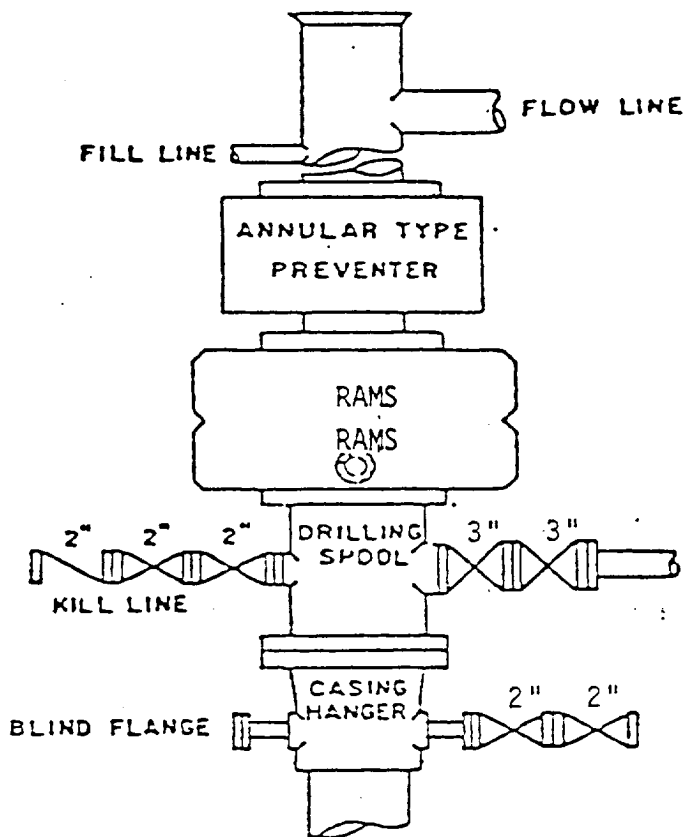 FLOW LINE
FILL LINE
ANNULAR TYPE
PREVENTER
RAMS
RAMS
2" 2" 2"
DRILLING
SPOOL
3" 3"
KILL LINE
CASING
HANGER
2" 2"
BLIND FLANGE